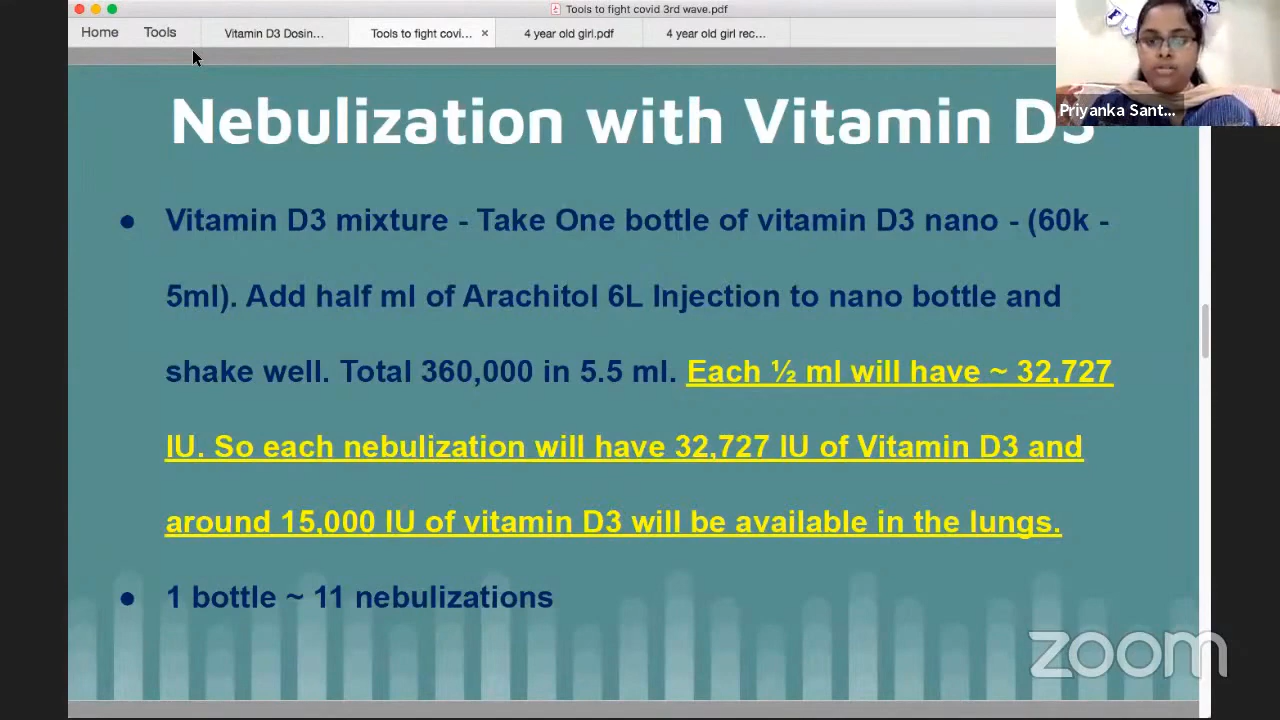 Tools to fight covid 3rd wave.pdf
Home Tools Vitamin D3 Dosin... Tools to fight covi... × 4 year old girl.pdf 4 year old girl rec...
Priyanka Sant...
Nebulization with Vitamin D3
● Vitamin D3 mixture - Take One bottle of vitamin D3 nano - (60k -
5ml). Add half ml of Arachitol 6L Injection to nano bottle and
shake well. Total 360,000 in 5.5 ml. Each ½ ml will have ~ 32,727
IU. So each nebulization will have 32,727 IU of Vitamin D3 and
around 15,000 IU of vitamin D3 will be available in the lungs.
● 1 bottle ~ 11 nebulizations
zoom